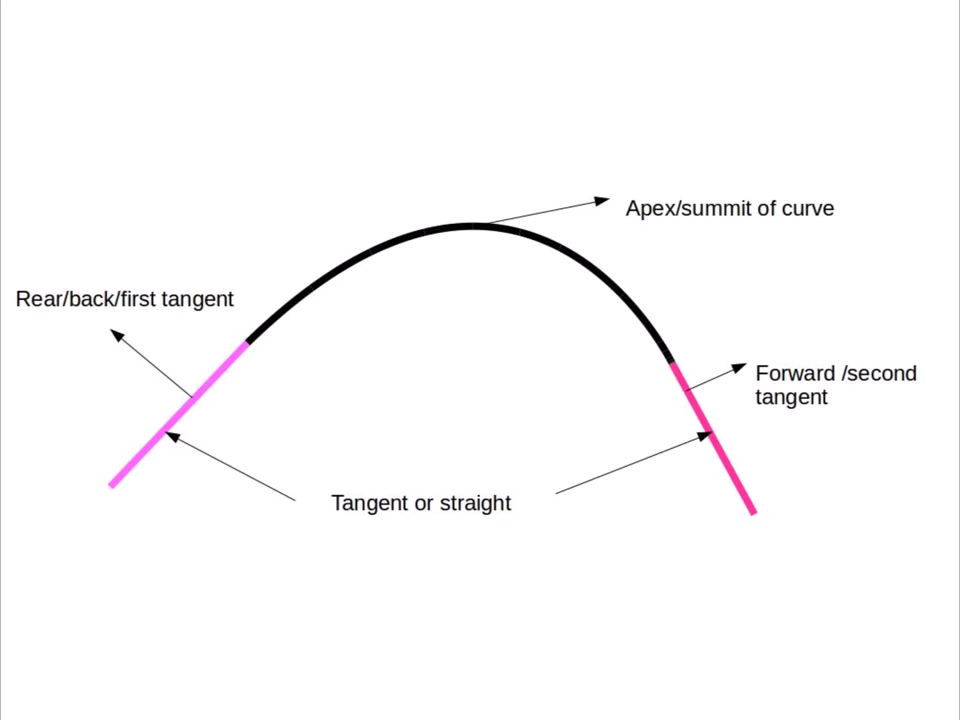 Apex/summit of curve
Rear/back/first tangent
Forward /second
tangent
Tangent or straight